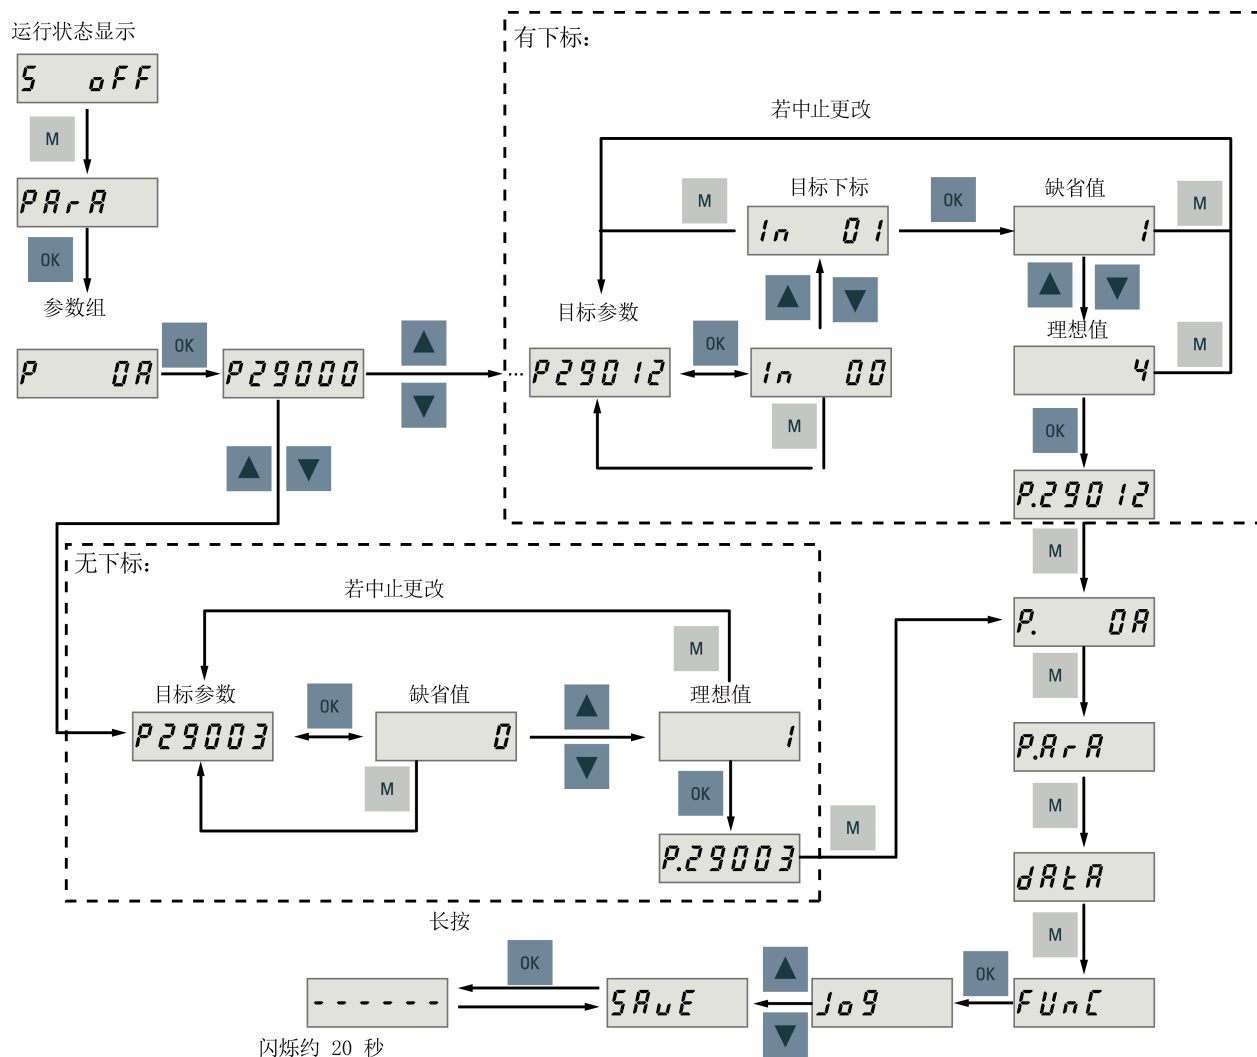 运行状态显示
S oFF
M
PArA
OK
参数组
P 0A
OK
P29000
有下标:
若中止更改
目标下标
缺省值
M
OK
M
In 01
1
目标参数
理想值
OK
M
...
P29012
In 00
4
M
OK
P.29012
M
无下标:
若中止更改
P. 0A
M
M
目标参数
缺省值
理想值
OK
P29003
0
1
P.ArA
M
OK
M
M
P.29003
dAtA
长按
M
OK
OK
------
SAvE
Jog
FUnC
闪烁约 20 秒